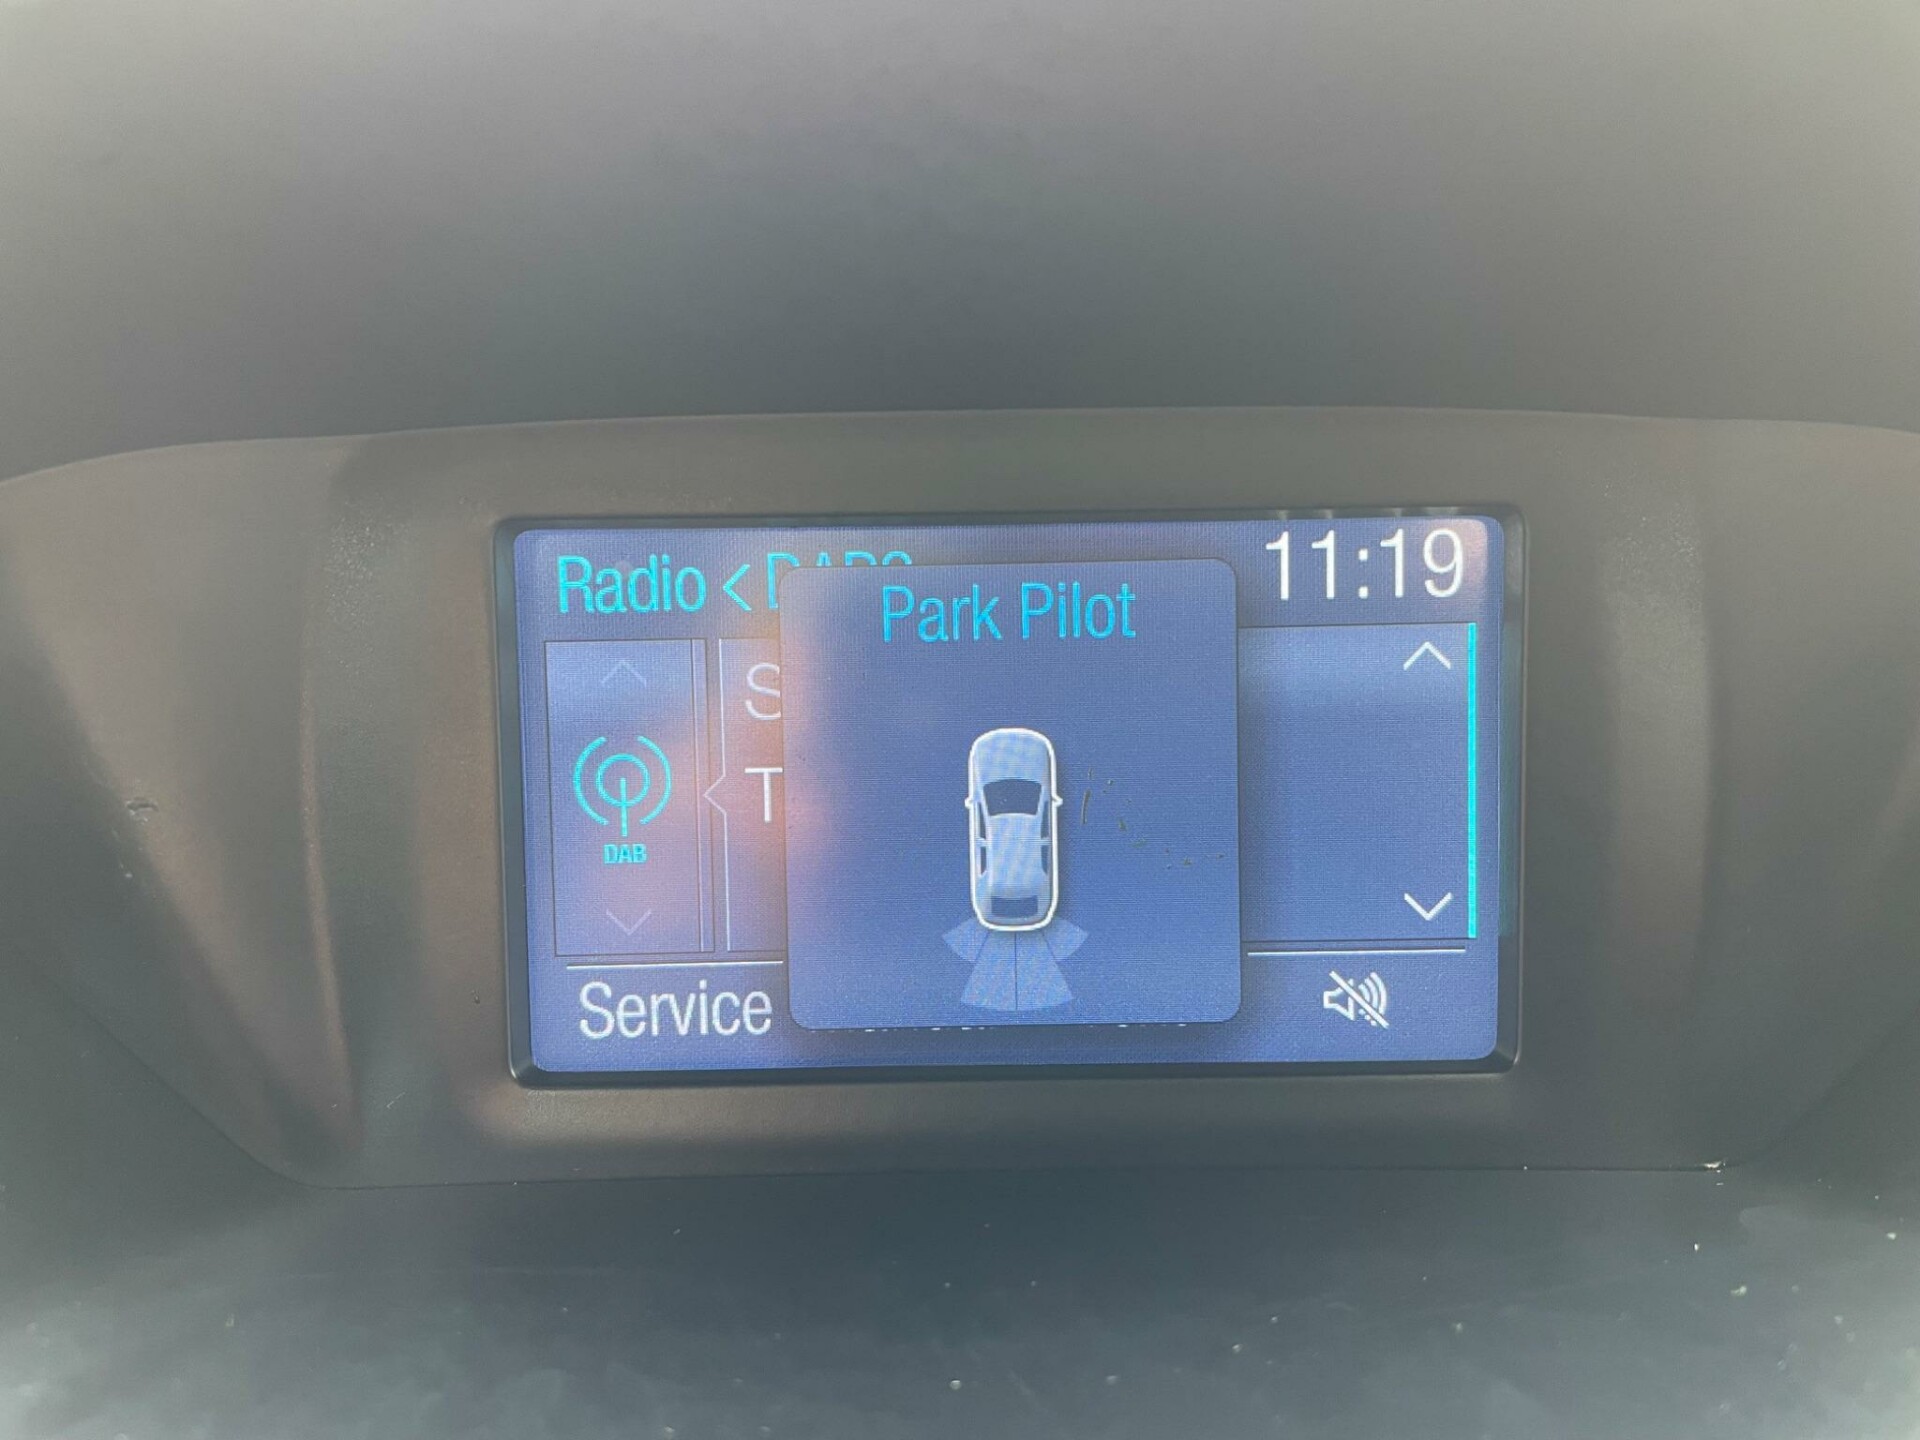 Radio <
11:19
Park Pilot
DAB
Service